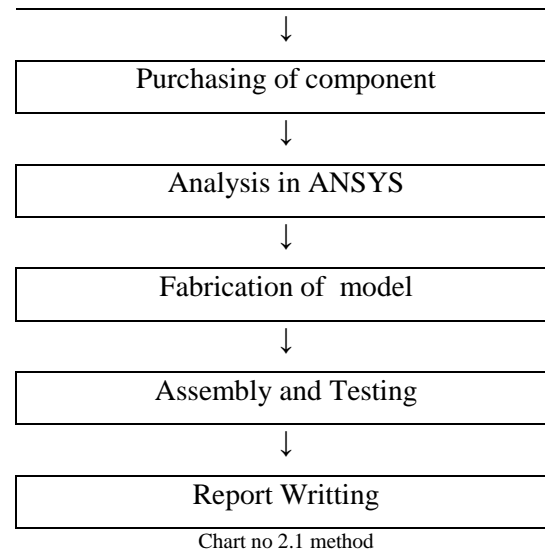 ↓
Purchasing of component
↓
Analysis in ANSYS
↓
Fabrication of model
↓
Assembly and Testing
↓
Report Writting
Chart no 2.1 method